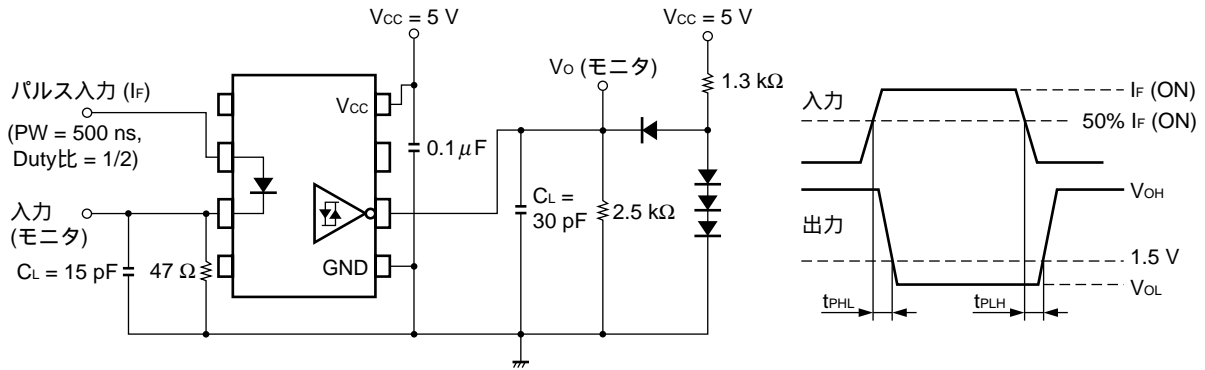 VCC = 5 V
VCC = 5 V
VO (モニタ)
1.3 kΩ
パルス入力 (IF)
(PW = 500 ns,
Duty比 = 1/2)
VCC
0.1 μF
入力
(モニタ)
CL = 15 pF
47 Ω
GND
CL =
30 pF
2.5 kΩ
入力
IF (ON)
50% IF (ON)
出力
VOH
1.5 V
VOL
tPHL
tPLH